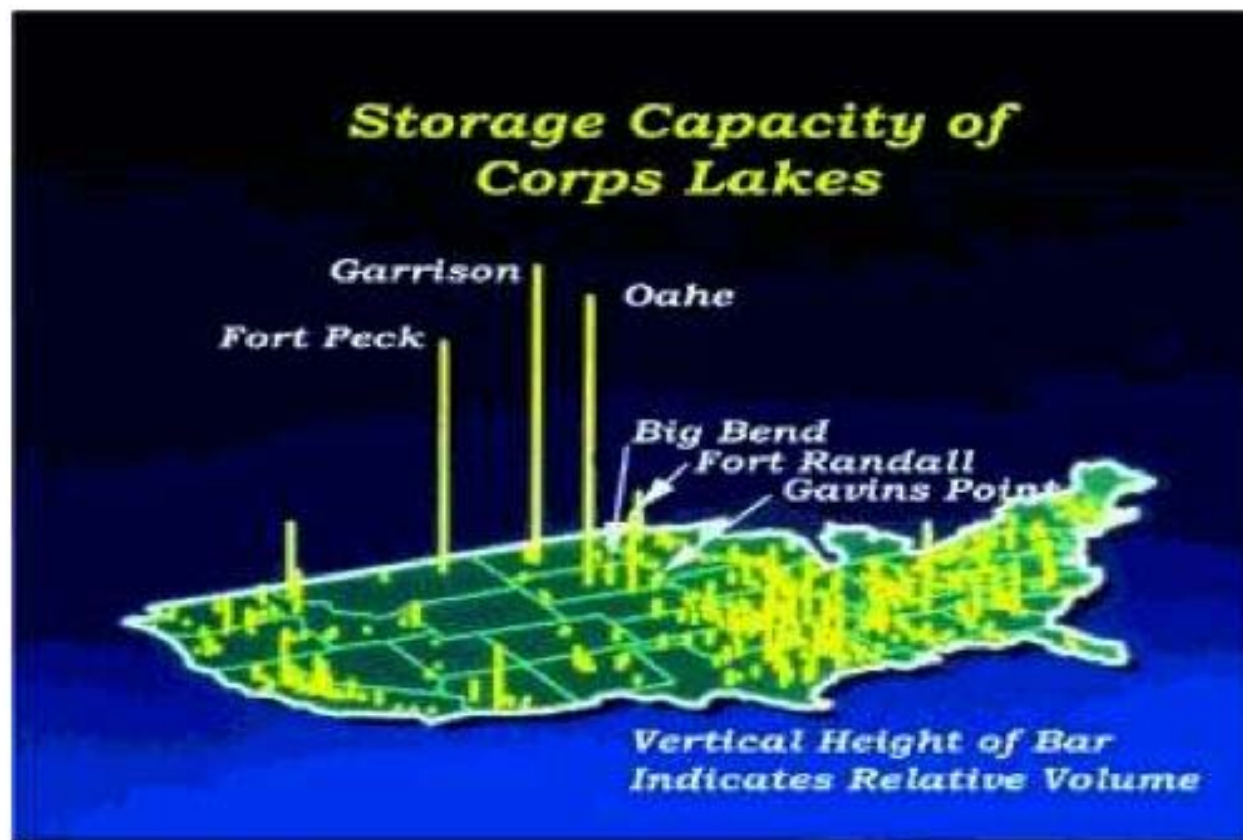 Storage Capacity of
Corps Lakes
Garrison
Oahe
Fort Peck
Big Bend
Fort Randall
Gavins Point
Vertical Height of Bar
Indicates Relative Volume